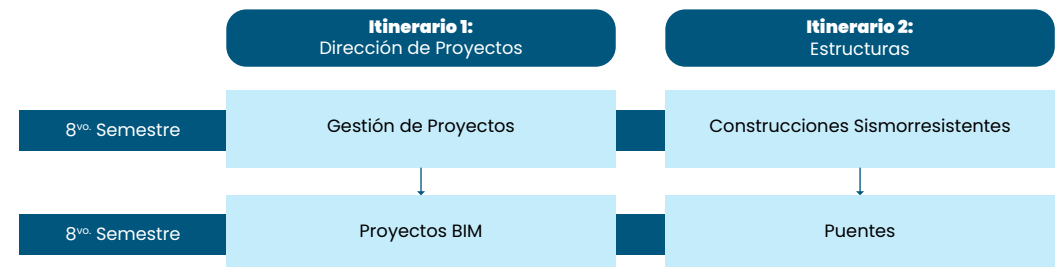 Itinerario 1:
Dirección de Proyectos
Itinerario 2:
Estructuras
8vo. Semestre
Gestión de Proyectos
Construcciones Sismorresistentes
8vo. Semestre
Proyectos BIM
Puentes